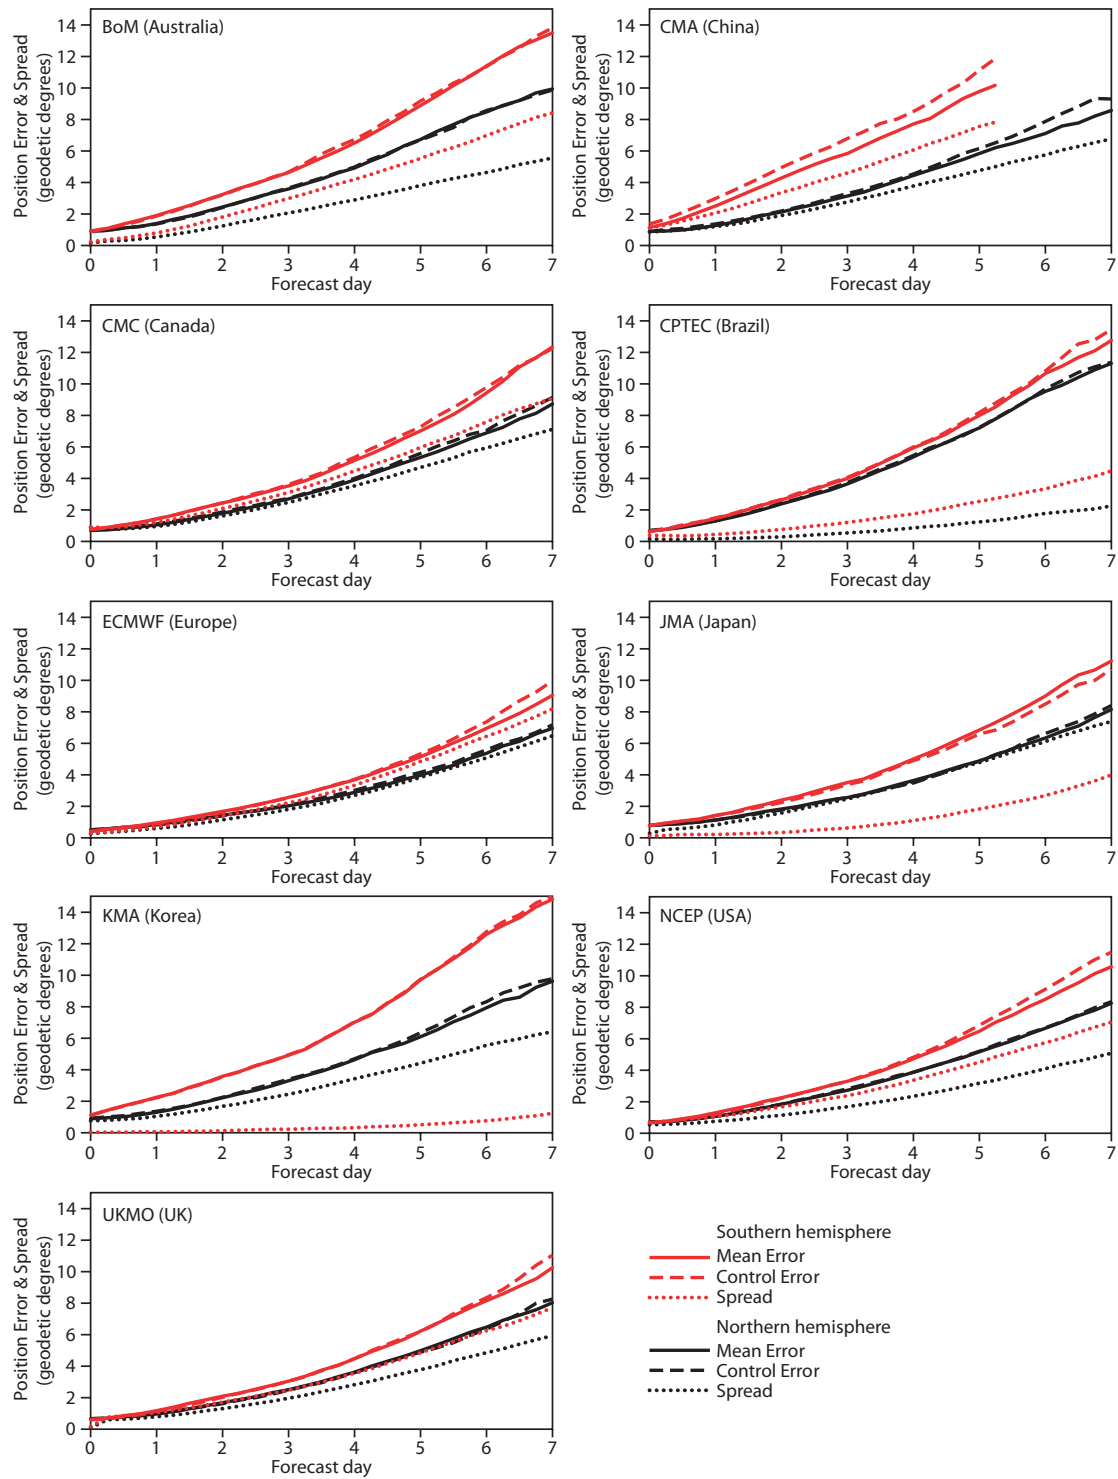 BoM (Australia)
Position Error & Spread
(geodetic degrees)
14
12
10
8
6
4
2
0
0 1 2 3 4 5 6 7
Forecast day
CMA (China)
Position Error & Spread
(geodetic degrees)
14
12
10
8
6
4
2
0
0 1 2 3 4 5 6 7
Forecast day
CMC (Canada)
Position Error & Spread
(geodetic degrees)
14
12
10
8
6
4
2
0
0 1 2 3 4 5 6 7
Forecast day
CPTEC (Brazil)
Position Error & Spread
(geodetic degrees)
14
12
10
8
6
4
2
0
0 1 2 3 4 5 6 7
Forecast day
ECMWF (Europe)
Position Error & Spread
(geodetic degrees)
14
12
10
8
6
4
2
0
0 1 2 3 4 5 6 7
Forecast day
JMA (Japan)
Position Error & Spread
(geodetic degrees)
14
12
10
8
6
4
2
0
0 1 2 3 4 5 6 7
Forecast day
KMA (Korea)
Position Error & Spread
(geodetic degrees)
14
12
10
8
6
4
2
0
0 1 2 3 4 5 6 7
Forecast day
NCEP (USA)
Position Error & Spread
(geodetic degrees)
14
12
10
8
6
4
2
0
0 1 2 3 4 5 6 7
Forecast day
UKMO (UK)
Position Error & Spread
(geodetic degrees)
14
12
10
8
6
4
2
0
0 1 2 3 4 5 6 7
Forecast day
Southern hemisphere
Mean Error
Control Error
Spread
Northern hemisphere
Mean Error
Control Error
Spread